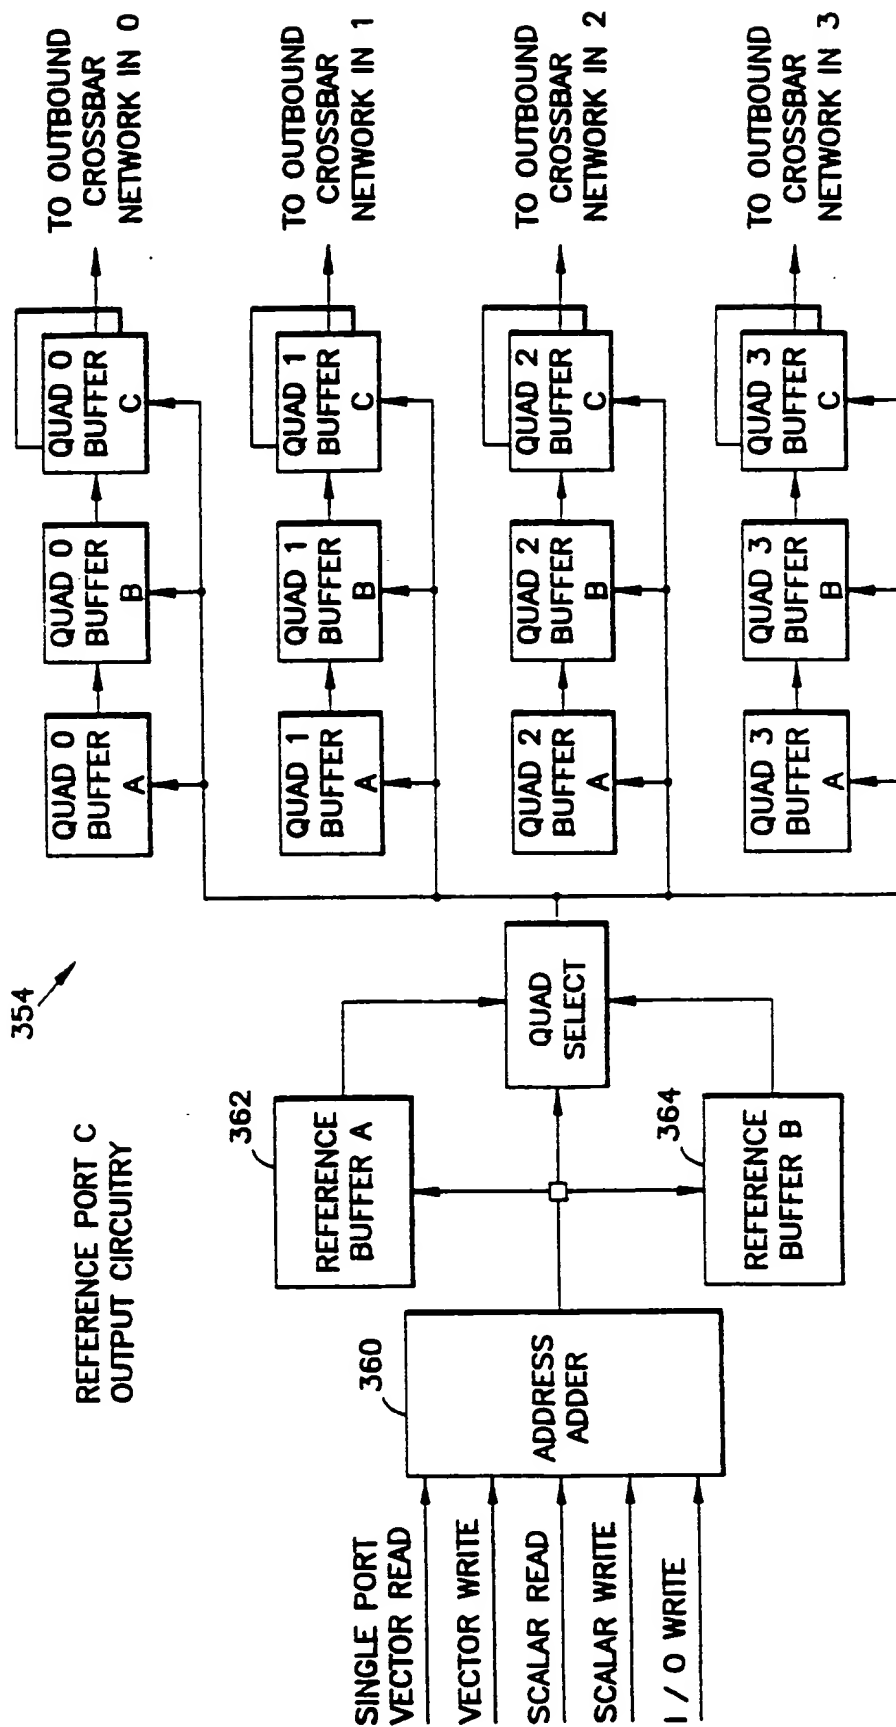 REFERENCE PORT C
OUTPUT CIRCUITRY
354
SINGLE PORT
VECTOR READ
VECTOR WRITE
SCALAR READ
SCALAR WRITE
I / O WRITE
360
ADDRESS
ADDER
362
REFERENCE
BUFFER A
364
REFERENCE
BUFFER B
QUAD
SELECT
QUAD 0
BUFFER
A
QUAD 0
BUFFER
B
QUAD 0
BUFFER
C
TO OUTBOUND
CROSSBAR
NETWORK IN 0
QUAD 1
BUFFER
A
QUAD 1
BUFFER
B
QUAD 1
BUFFER
C
TO OUTBOUND
CROSSBAR
NETWORK IN 1
QUAD 2
BUFFER
A
QUAD 2
BUFFER
B
QUAD 2
BUFFER
C
TO OUTBOUND
CROSSBAR
NETWORK IN 2
QUAD 3
BUFFER
A
QUAD 3
BUFFER
B
QUAD 3
BUFFER
C
TO OUTBOUND
CROSSBAR
NETWORK IN 3